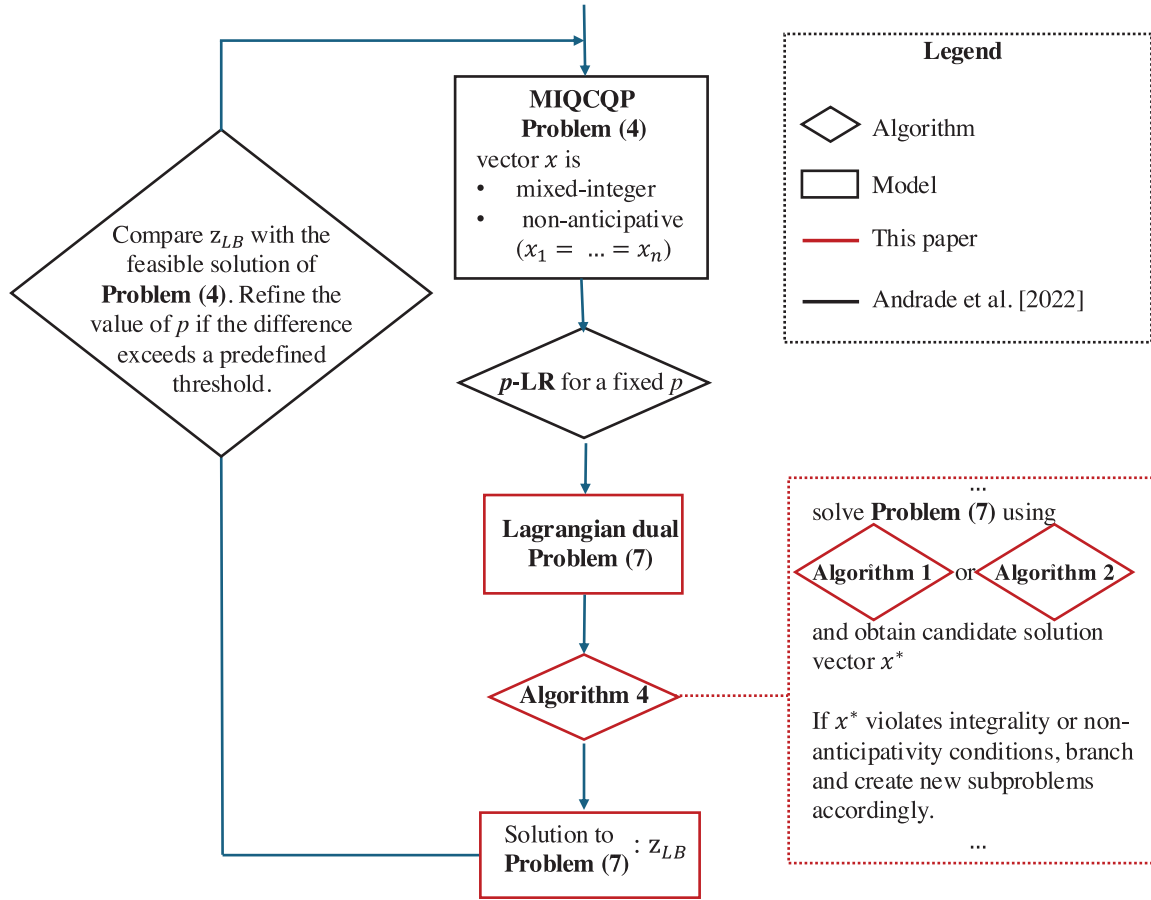 MIQCQP
Problem (4)
vector x is
• mixed-integer
• non-anticipative
(x₁ = ... = xₙ)
Compare z_LB with the
feasible solution of
Problem (4). Refine the
value of p if the difference
exceeds a predefined
threshold.
p-LR for a fixed p
Lagrangian dual
Problem (7)
Algorithm 4
Solution to
Problem (7) : z_LB
Legend
Algorithm
Model
This paper
Andrade et al. [2022]
...
solve Problem (7) using
Algorithm 1 or Algorithm 2
and obtain candidate solution
vector x*
If x* violates integrality or non-
anticipativity conditions, branch
and create new subproblems
accordingly.
...